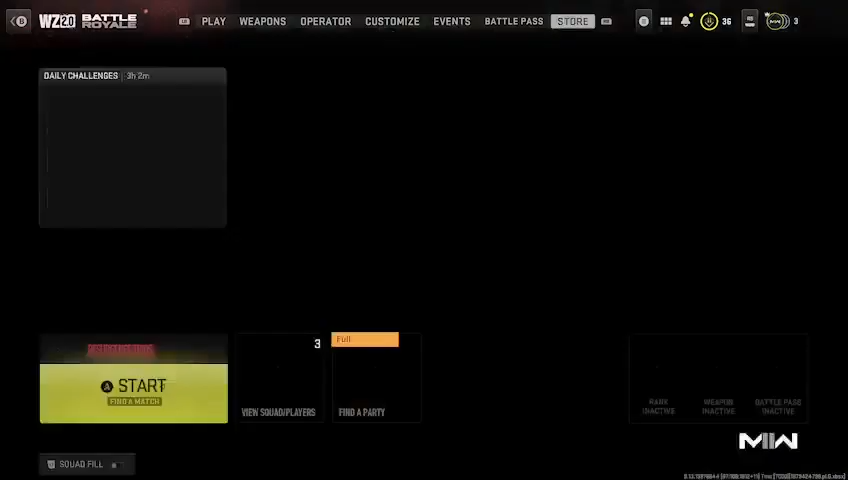 B WZ2.0 BATTLE ROYALE LB PLAY WEAPONS OPERATOR CUSTOMIZE EVENTS BATTLE PASS STORE 36 3
DAILY CHALLENGES | 3h 2m
3
Full
A START
FIND A MATCH
VIEW SQUAD/PLAYERS
FIND A PARTY
RANK INACTIVE
WEAPON INACTIVE
BATTLE PASS INACTIVE
MW
SQUAD FILL